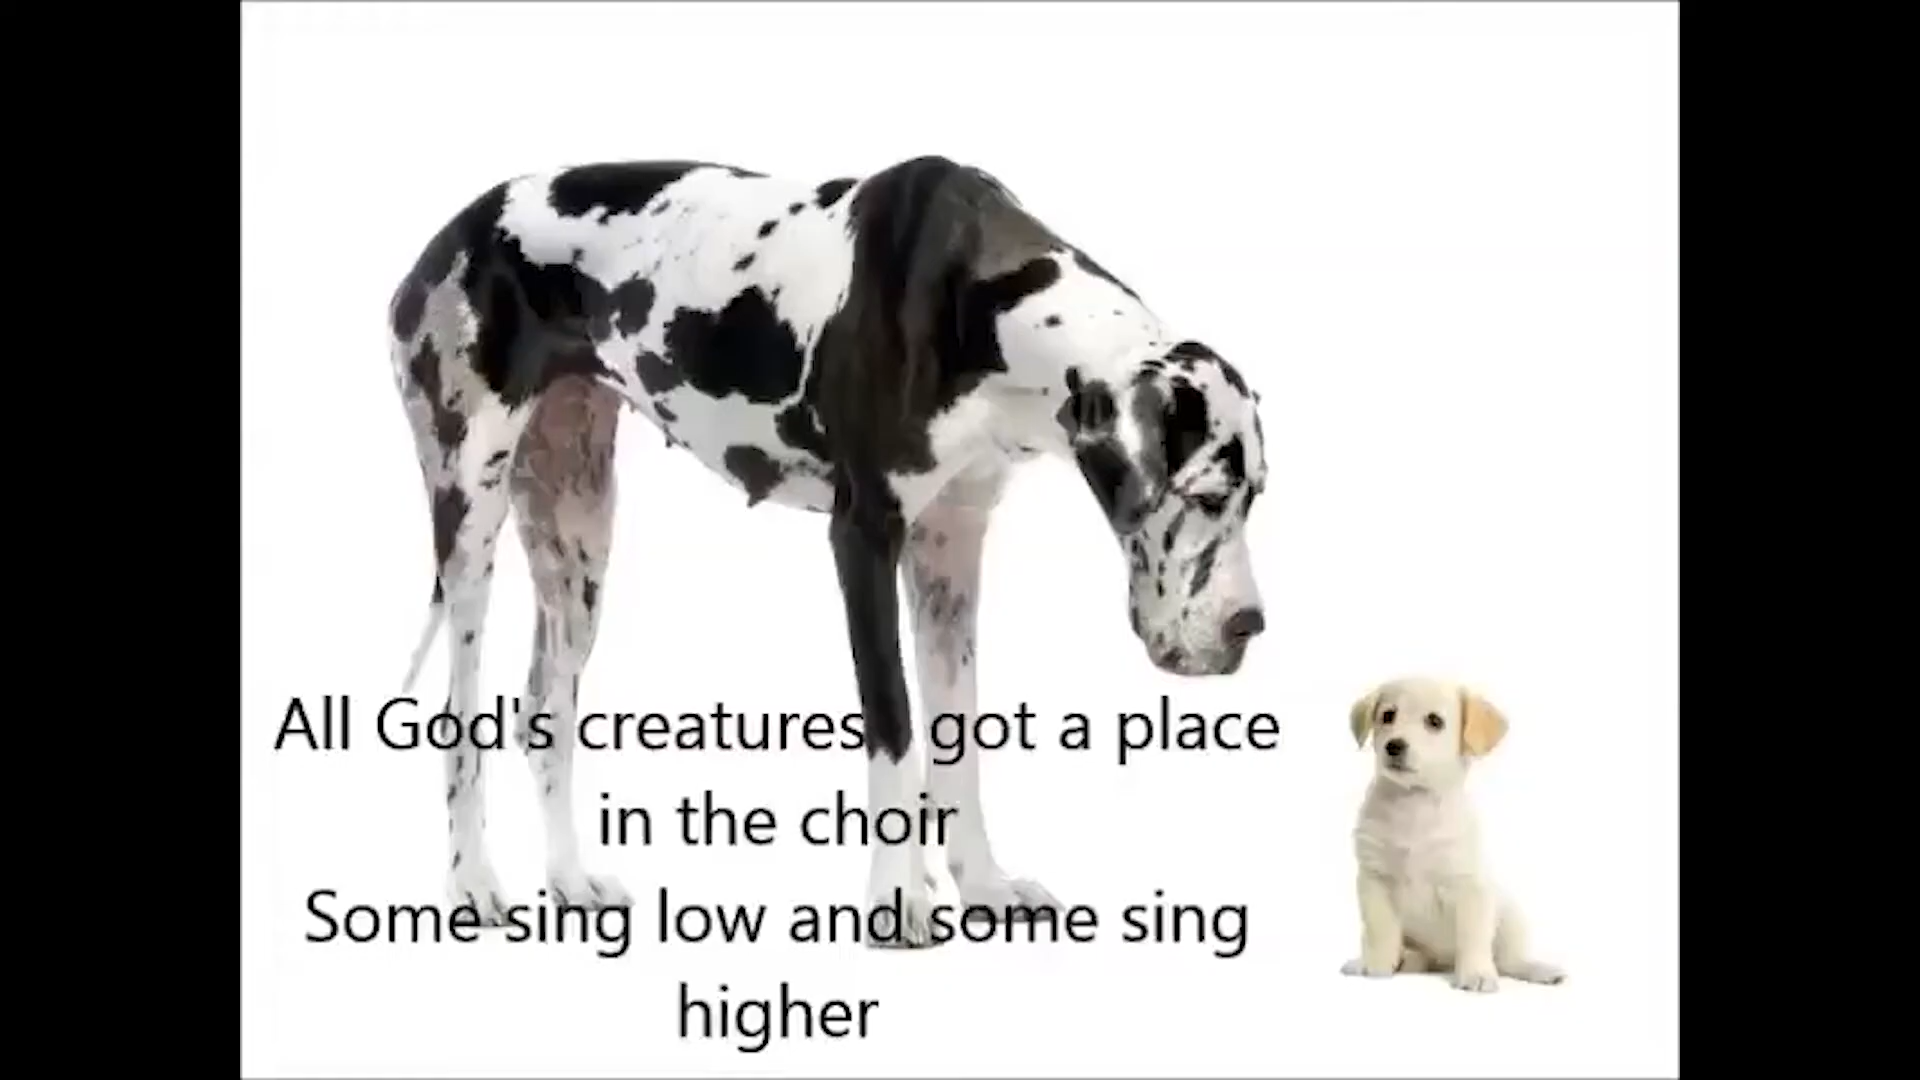 All God's creatures got a place
in the choir
Some sing low and some sing
higher